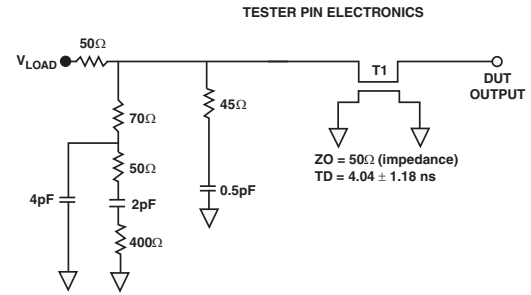 TESTER PIN ELECTRONICS
50Ω
VLOAD
T1
DUT
OUTPUT
70Ω
45Ω
50Ω
0.5pF
4pF
2pF
400Ω
ZO = 50Ω (impedance)
TD = 4.04 ± 1.18 ns